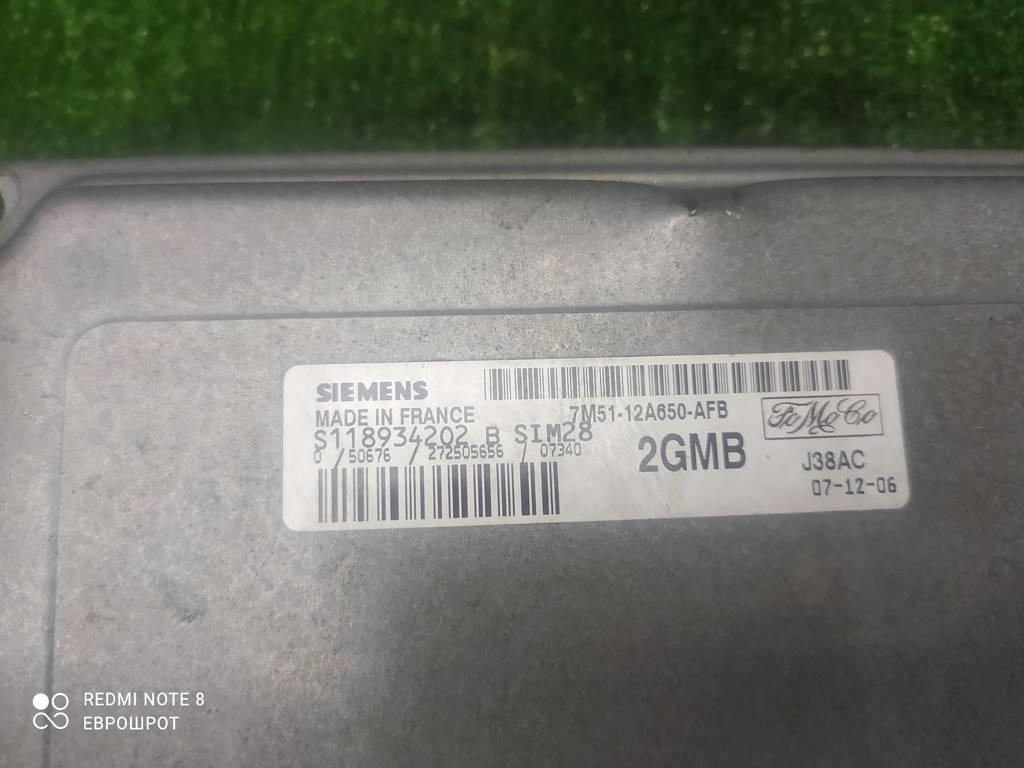 SIEMENS
MADE IN FRANCE
7M51-12A650-AFB
FoMoCo
S118934202 B SIM28
0 /50676 /272505656 / 07340
2GMB
J38AC
07-12-06
REDMI NOTE 8
ЕВРОШРОТ